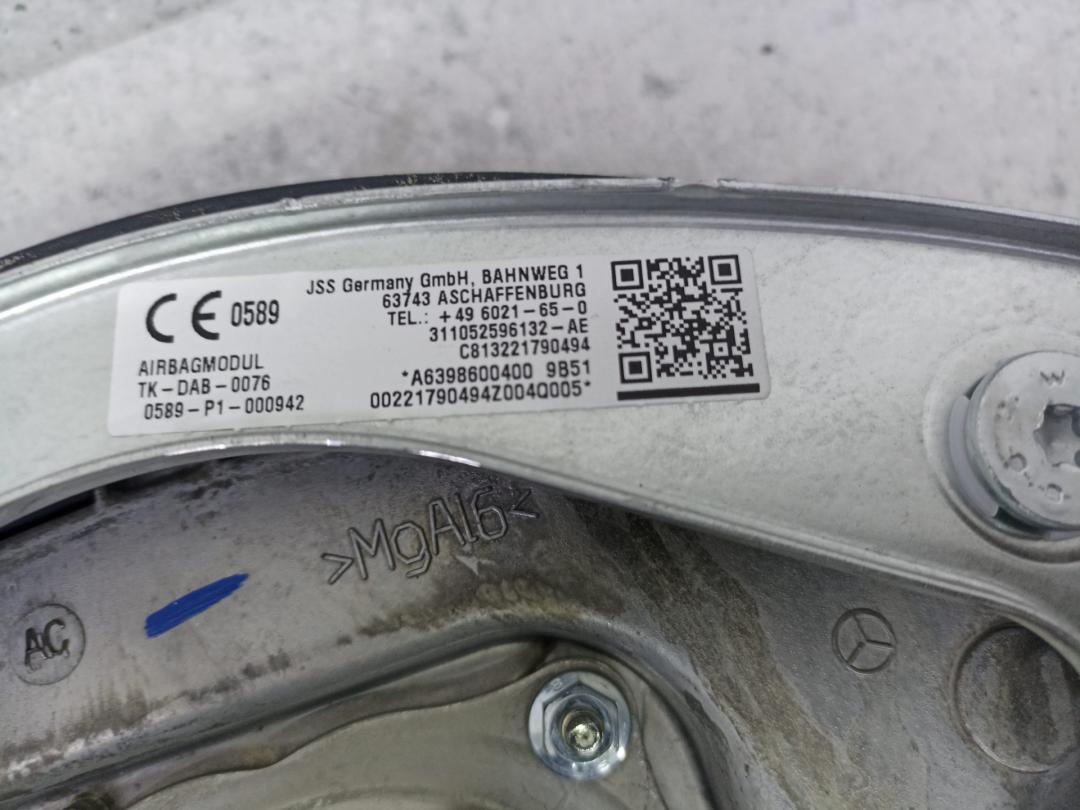 CE 0589
AIRBAGMODUL
TK-DAB-0076
0589-P1-000942
JSS Germany GmbH, BAHNWEG 1
63743 ASCHAFFENBURG
TEL.: +49 6021-65-0
311052596132-AE
C813221790494
*A6398600400 9B51
00221790494Z004Q005*
>MgAl6<
AC
W